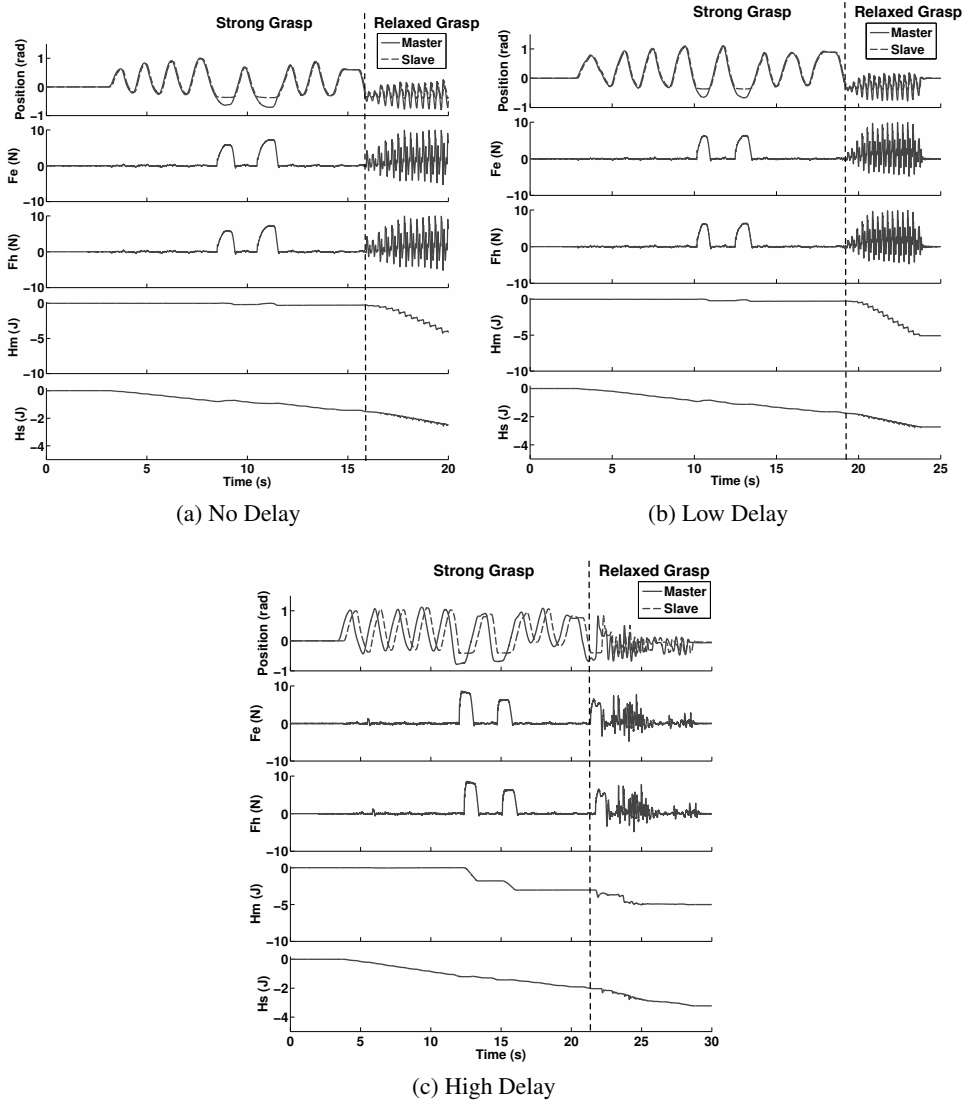 Strong Grasp
Relaxed Grasp
Master
Slave
Position (rad)
1
0
−1
Fe (N)
10
0
−10
Fh (N)
10
0
−10
Hm (J)
0
−5
−10
Hs (J)
0
−2
−4
0 5 10 15 20
Time (s)
(a) No Delay
Strong Grasp
Relaxed Grasp
Master
Slave
Position (rad)
1
0
−1
Fe (N)
10
0
−10
Fh (N)
10
0
−10
Hm (J)
0
−5
−10
Hs (J)
0
−2
−4
0 5 10 15 20 25
Time (s)
(b) Low Delay
Strong Grasp
Relaxed Grasp
Master
Slave
Position (rad)
1
0
−1
Fe (N)
10
0
−10
Fh (N)
10
0
−10
Hm (J)
0
−5
−10
Hs (J)
0
−2
−4
0 5 10 15 20 25 30
Time (s)
(c) High Delay